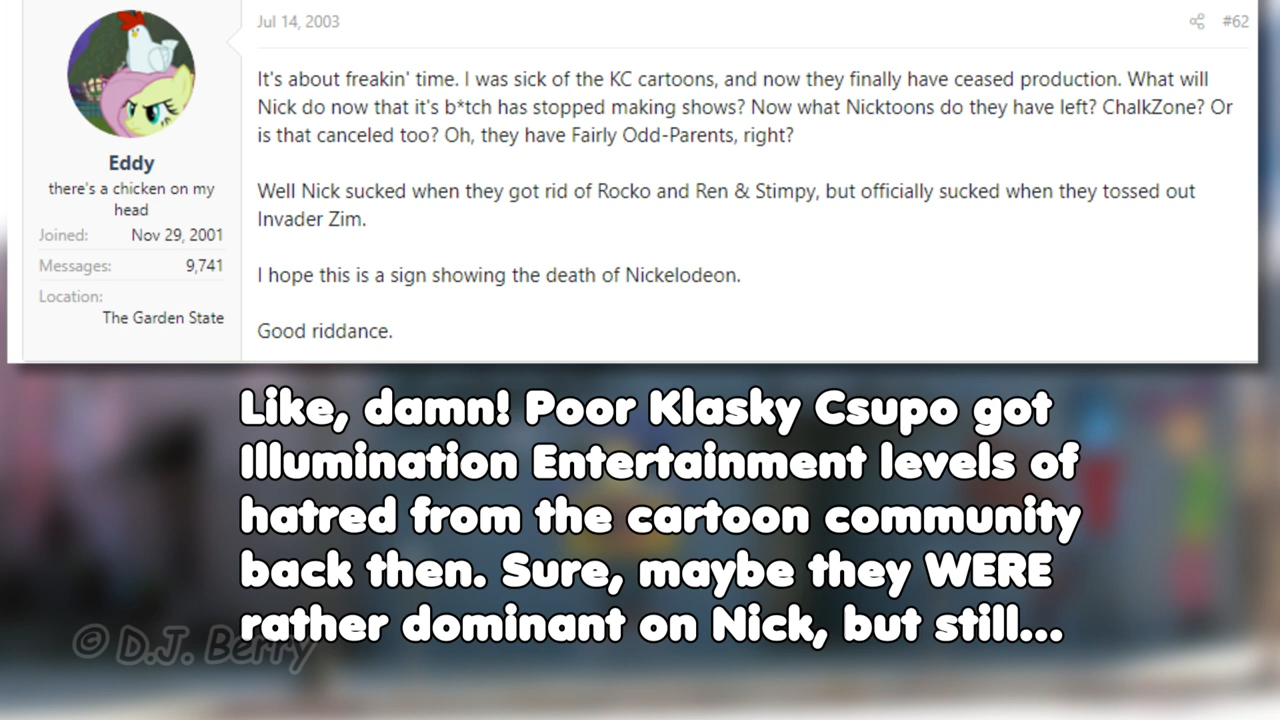 Jul 14, 2003
#62
It's about freakin' time. I was sick of the KC cartoons, and now they finally have ceased production. What will
Nick do now that it's b*tch has stopped making shows? Now what Nicktoons do they have left? ChalkZone? Or
is that canceled too? Oh, they have Fairly Odd-Parents, right?
Well Nick sucked when they got rid of Rocko and Ren & Stimpy, but officially sucked when they tossed out
Invader Zim.
I hope this is a sign showing the death of Nickelodeon.
Good riddance.
Eddy
there's a chicken on my
head
Joined: Nov 29, 2001
Messages: 9,741
Location:
The Garden State
Like, damn! Poor Klasky Csupo got
Illumination Entertainment levels of
hatred from the cartoon community
back then. Sure, maybe they WERE
rather dominant on Nick, but still...
© D.J. Berry